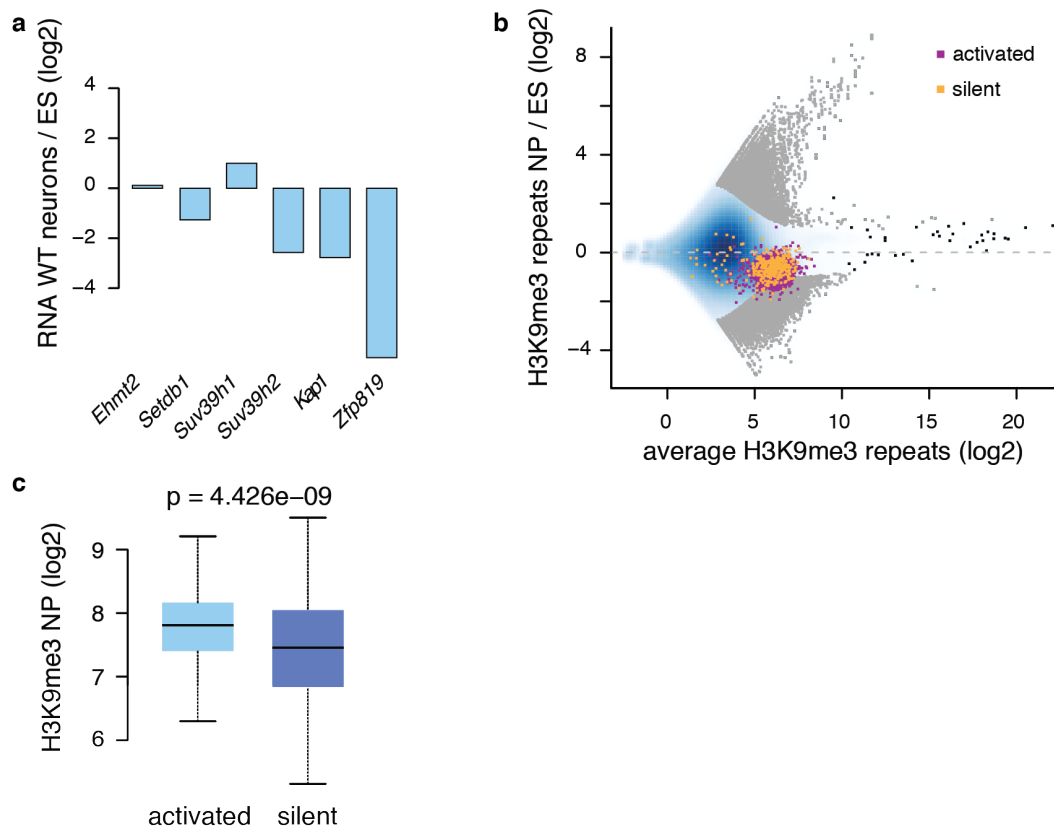 a
RNA WT neurons / ES (log2)
4
2
0
−2
−4
Ehmt2
Setdb1
Suv39h1
Suv39h2
Kap1
Zfp819
b
H3K9me3 repeats NP / ES (log2)
8
4
0
−4
activated
silent
0
5
10
15
20
average H3K9me3 repeats (log2)
c
p = 4.426e−09
H3K9me3 NP (log2)
9
8
7
6
activated
silent